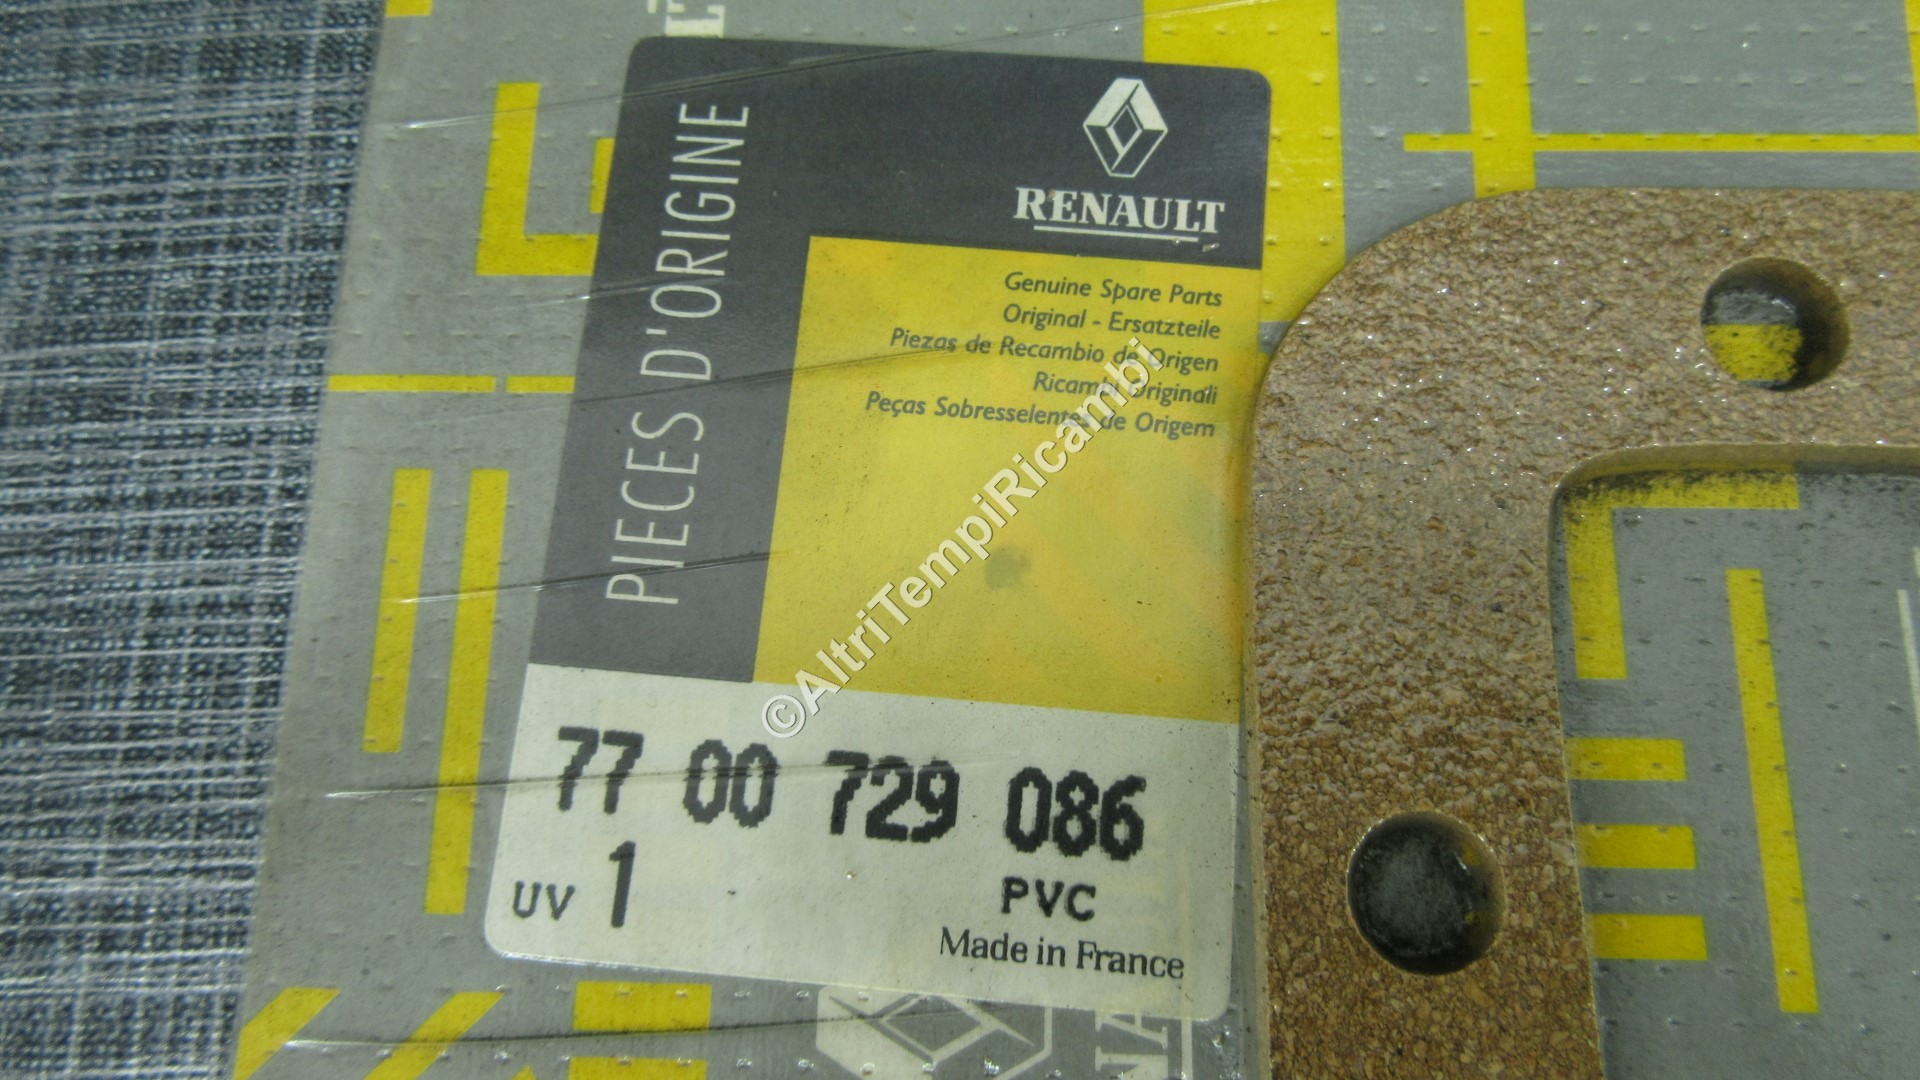 PIECES D'ORIGINE
RENAULT
Genuine Spare Parts
Original - Ersatzteile
Piezas de Recambio de Origen
Ricambi Originali
Peças Sobresselentes de Origem
©AltriTempiRicambi
77 00 729 086
UV 1
PVC
Made in France